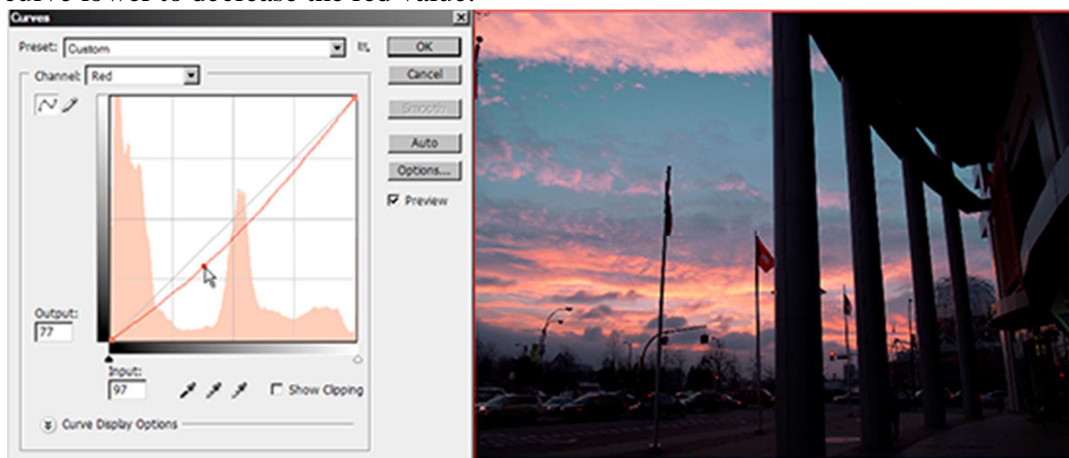 curve lower to decrease the red value.
Curves
Preset: Custom
OK
Channel: Red
Cancel
Smooth
Auto
Options...
Preview
Output:
77
Input:
97
Show Clipping
Curve Display Options